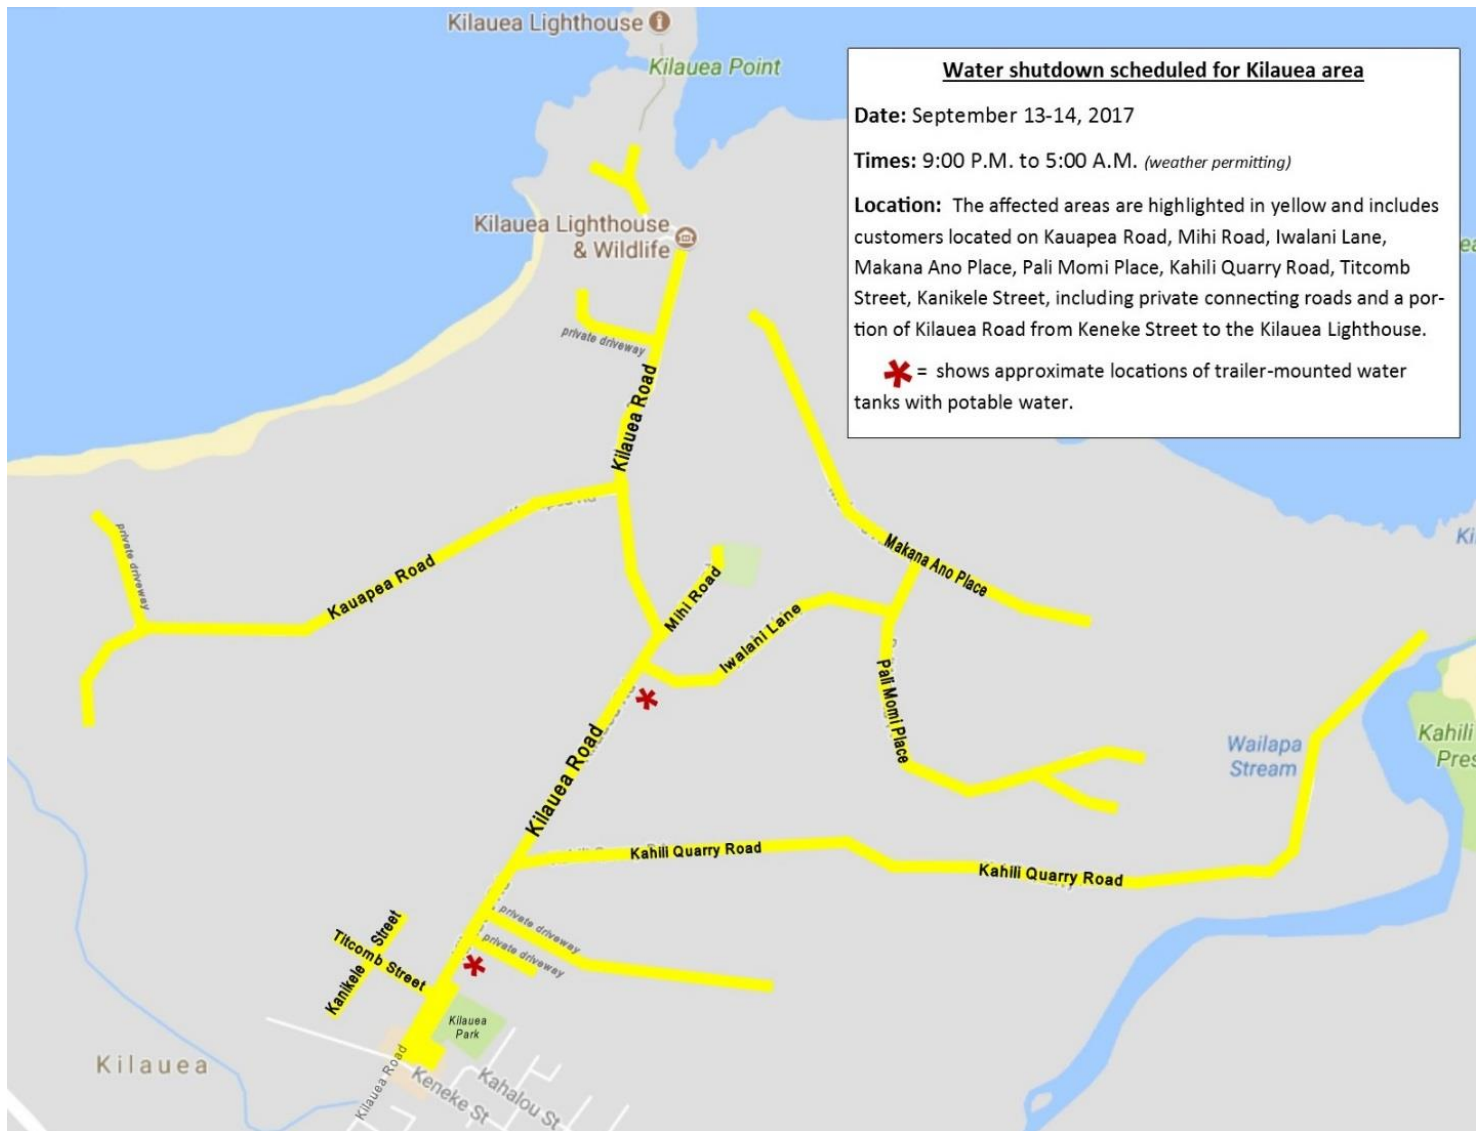 Kilauea Lighthouse
Kilauea Point
Water shutdown scheduled for Kilauea area
Date: September 13-14, 2017
Times: 9:00 P.M. to 5:00 A.M. (weather permitting)
Location: The affected areas are highlighted in yellow and includes
customers located on Kauapea Road, Mihi Road, Iwalani Lane,
Makana Ano Place, Pali Momi Place, Kahili Quarry Road, Titcomb
Street, Kanikele Street, including private connecting roads and a por-
tion of Kilauea Road from Keneke Street to the Kilauea Lighthouse.
* = shows approximate locations of trailer-mounted water
tanks with potable water.
Kilauea Lighthouse
& Wildlife
private driveway
Kilauea Road
private driveway
Kauapea Road
Mihi Road
Makana Ano Place
Iwalani Lane
Pali Momi Place
Kilauea Road
Wailapa
Stream
Kahili
Kahili Quarry Road
Kahili Quarry Road
private driveway
private driveway
Titcomb Street
Kanikele Street
Kilauea
Park
Kilauea
Kilauea Road
Keneke St
Kahalou St